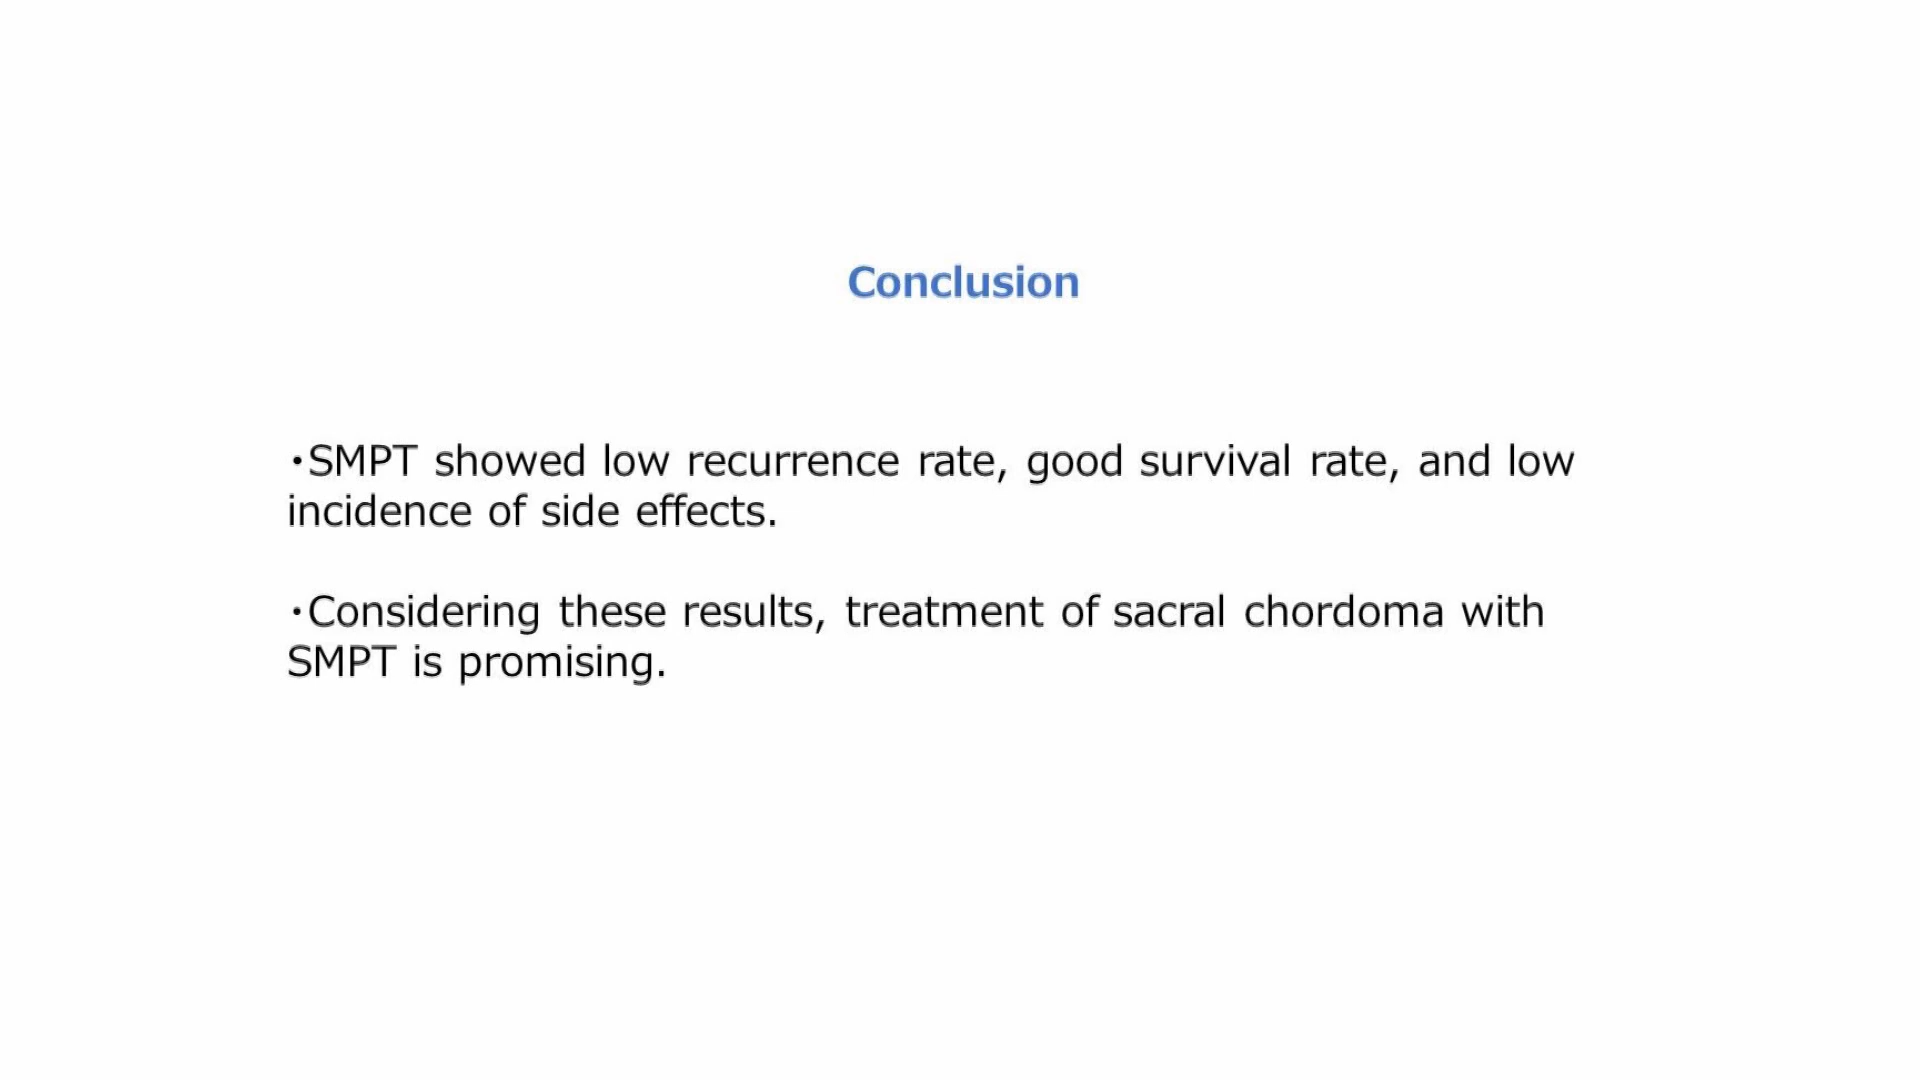 Conclusion
・SMPT showed low recurrence rate, good survival rate, and low
incidence of side effects.
・Considering these results, treatment of sacral chordoma with
SMPT is promising.